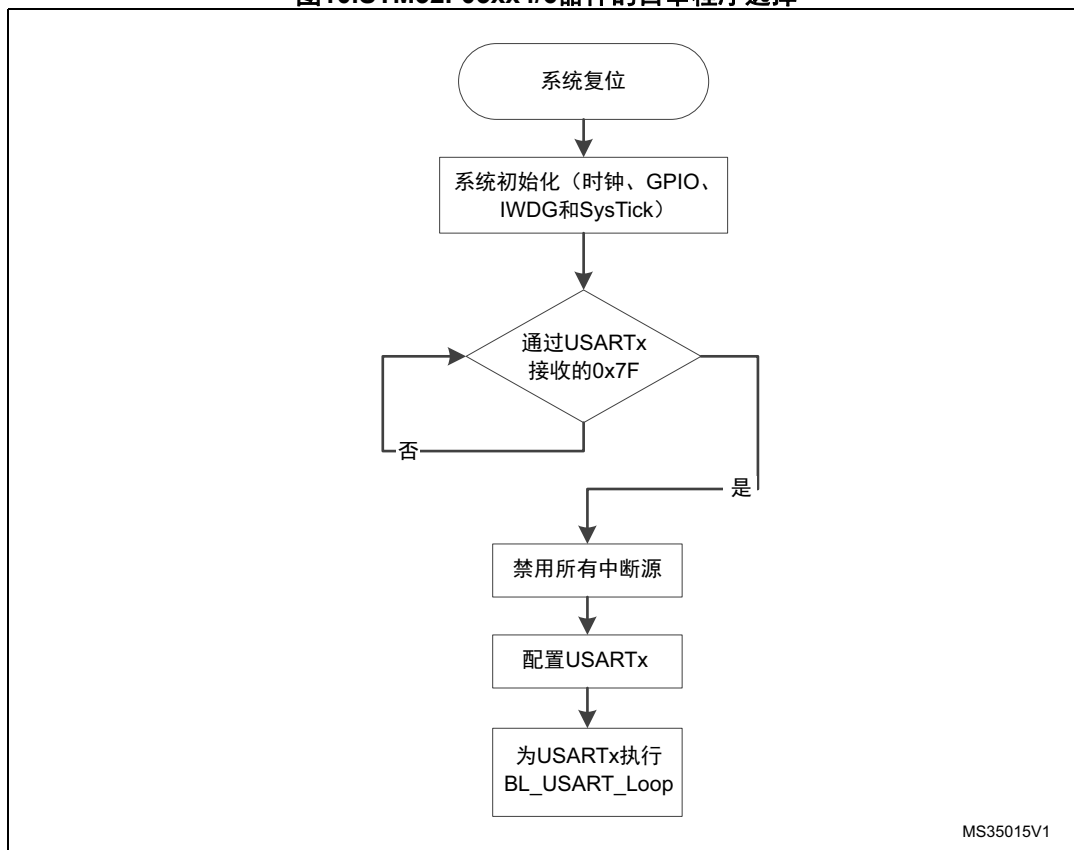 系统复位
系统初始化（时钟、GPIO、
IWDG和SysTick）
通过USARTx
接收的0x7F
否
是
禁用所有中断源
配置USARTx
为USARTx执行
BL_USART_Loop
MS35015V1